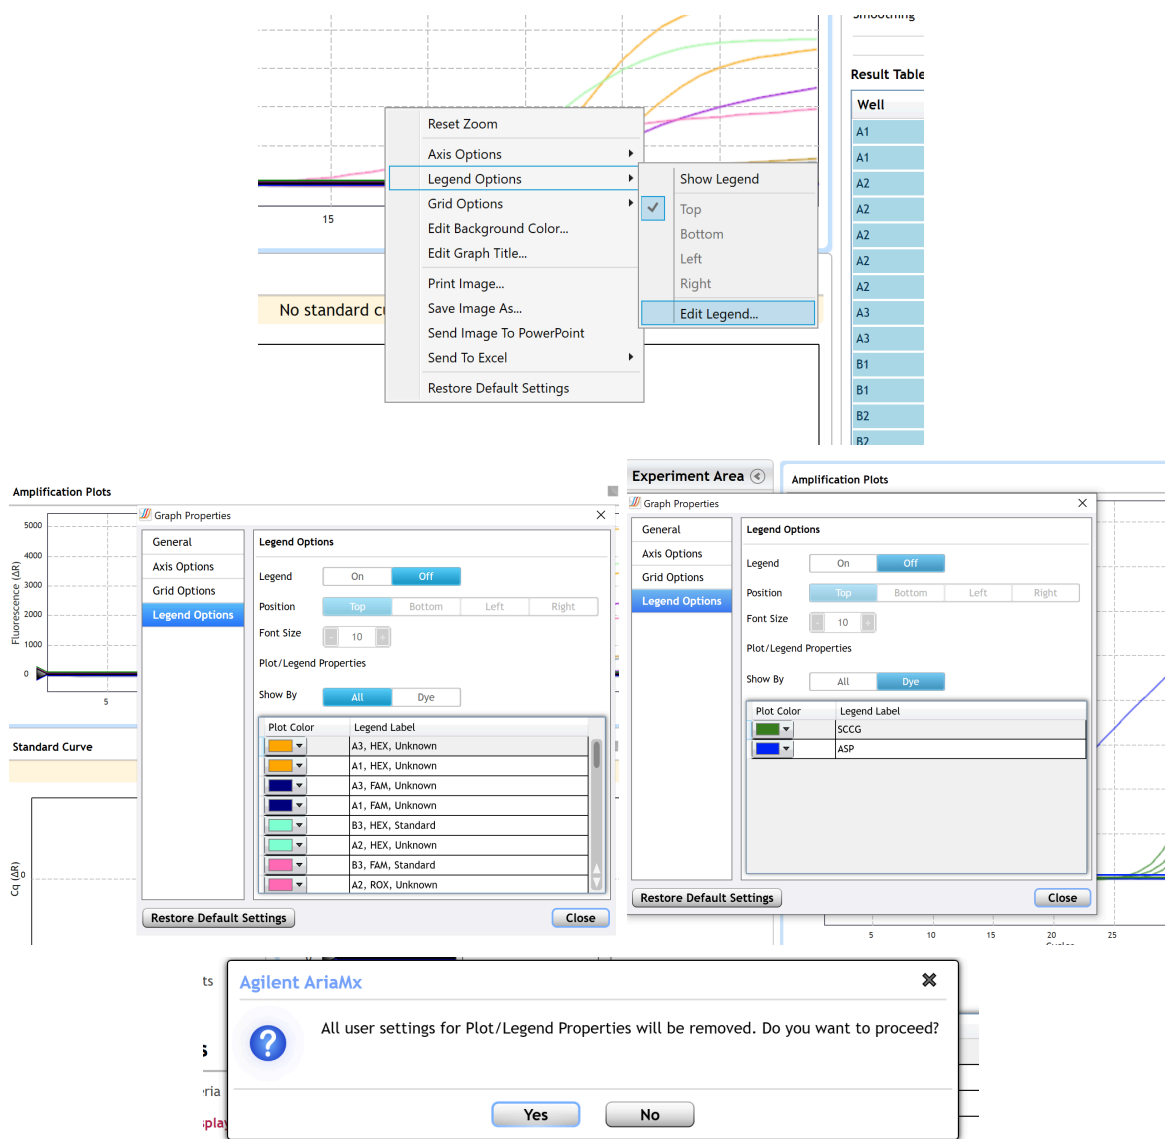 Smoothing
Result Table
Well
A1
A1
A2
A2
A2
A2
A2
A3
A3
B1
B1
B2
B2
15
No standard cu
Reset Zoom
Axis Options
Legend Options
Grid Options
Edit Background Color...
Edit Graph Title...
Print Image...
Save Image As...
Send Image To PowerPoint
Send To Excel
Restore Default Settings
Show Legend
Top
Bottom
Left
Right
Edit Legend...
Amplification Plots
5000
4000
3000
2000
1000
0
Fluorescence (ΔR)
5
Standard Curve
Cq (ΔR)
0
Graph Properties
General
Axis Options
Grid Options
Legend Options
Legend Options
Legend On Off
Position Top Bottom Left Right
Font Size - 10 +
Plot/Legend Properties
Show By All Dye
Plot Color Legend Label
A3, HEX, Unknown
A1, HEX, Unknown
A3, FAM, Unknown
A1, FAM, Unknown
B3, HEX, Standard
A2, HEX, Unknown
B3, FAM, Standard
A2, ROX, Unknown
Restore Default Settings
Close
Experiment Area
Amplification Plots
Graph Properties
General
Axis Options
Grid Options
Legend Options
Legend Options
Legend On Off
Position Top Bottom Left Right
Font Size - 10 +
Plot/Legend Properties
Show By All Dye
Plot Color Legend Label
SCCG
ASP
Restore Default Settings
Close
5 10 15 20 25
Agilent AriaMx
All user settings for Plot/Legend Properties will be removed. Do you want to proceed?
Yes No
ts
s
ria
splay